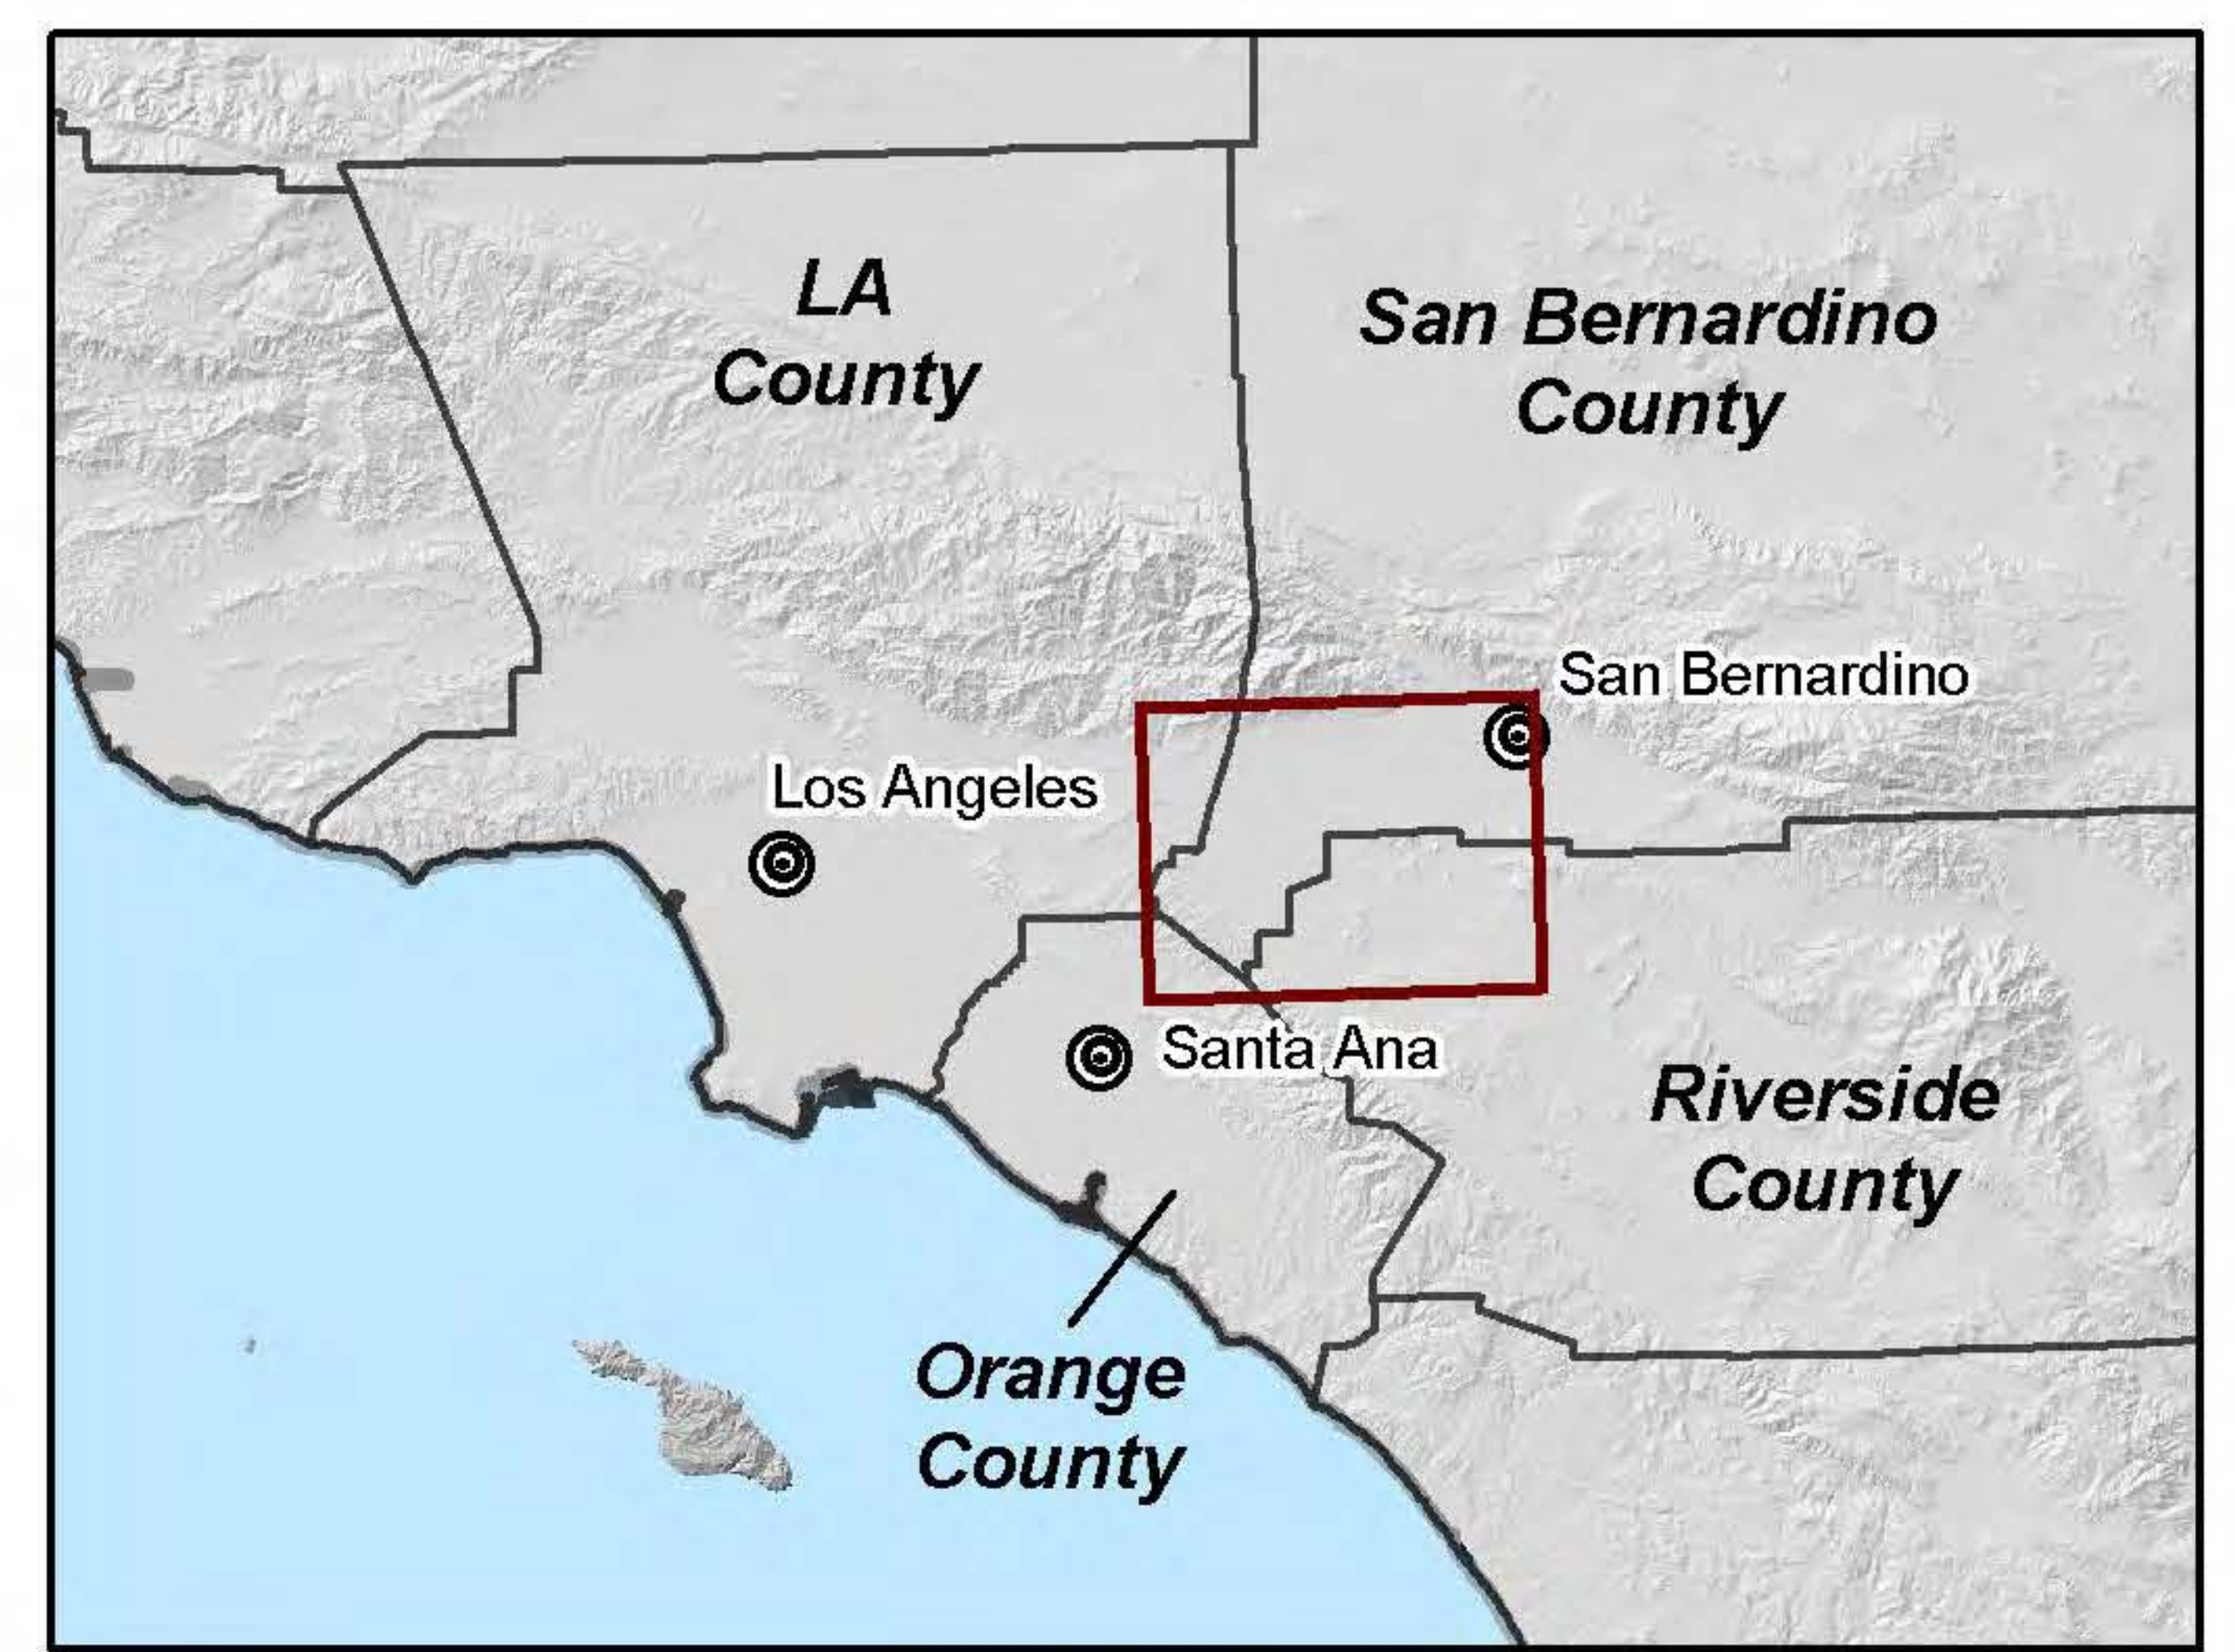 LA
County
San Bernardino
County
San Bernardino
Los Angeles
Santa Ana
Riverside
County
Orange
County